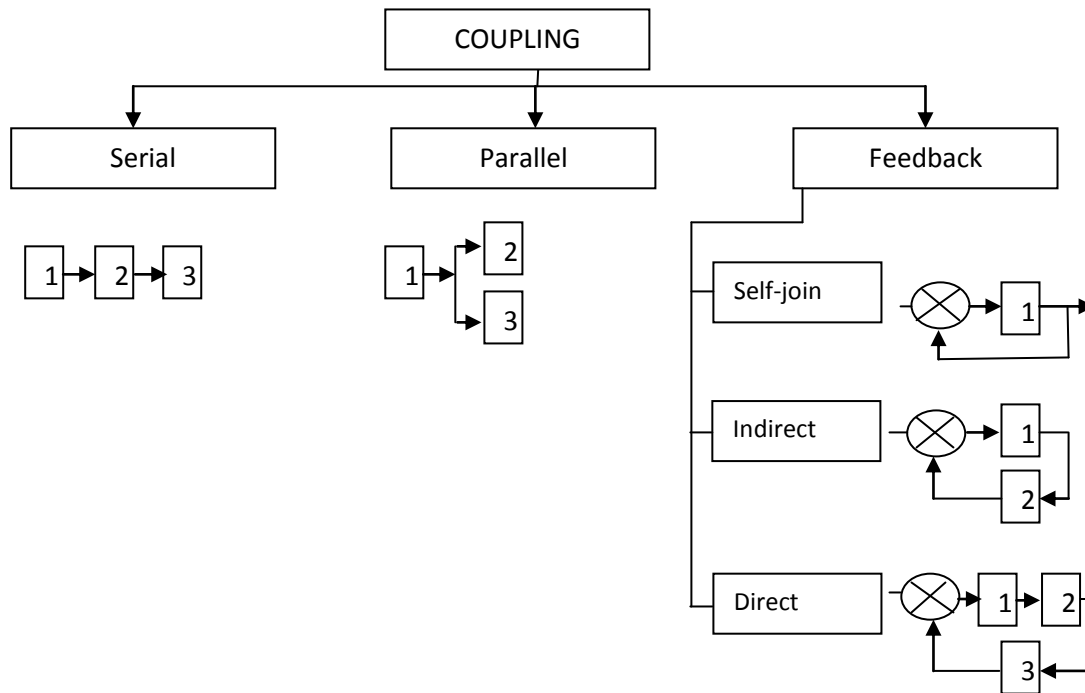 COUPLING
Serial Parallel Feedback
1 2 3
1 2 3
Self-join 1
Indirect 1
2
Direct 1 2
3